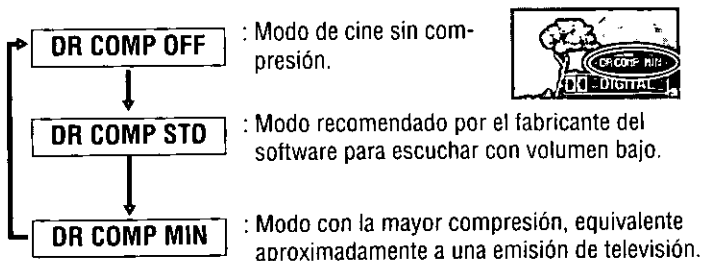 DR COMP OFF
: Modo de cine sin com-
presión.
DR COMP MIN
DIGITAL
DR COMP STD
: Modo recomendado por el fabricante del
software para escuchar con volumen bajo.
DR COMP MIN
: Modo con la mayor compresión, equivalente
aproximadamente a una emisión de televisión.